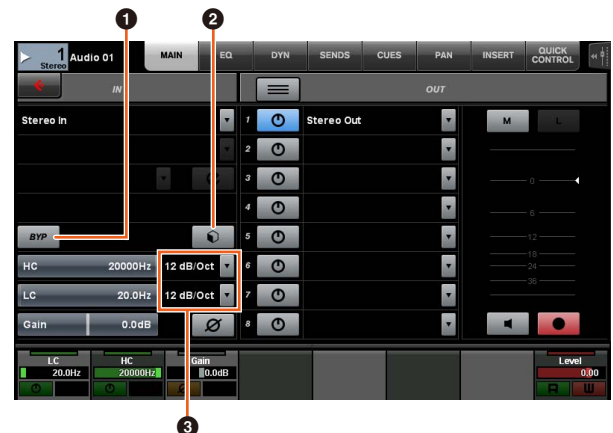 1 2
1 Audio 01 MAIN EQ DYN SENDS CUES PAN INSERT QUICK CONTROL
Stereo
IN OUT
Stereo In 1 Stereo Out M L
2
3 0
4 6
BYP 5 12
18
HC 20000Hz 12 dB/Oct 6 24
36
LC 20.0Hz 12 dB/Oct 7
Gain 0.0dB 8
LC HC Gain Level
20.0Hz 20000Hz 0.0dB 0.00
R W
3